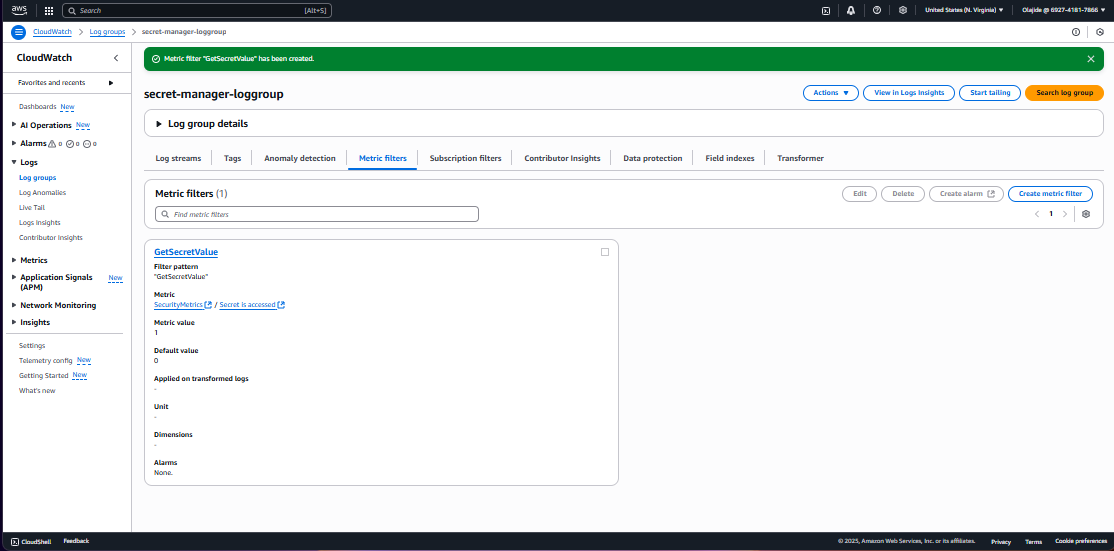 aws
Search [Alt+S]
United States (N. Virginia) ▼ Olajide @ 6927-4181-7866 ▼
CloudWatch > Log groups > secret-manager-loggroup
CloudWatch
Favorites and recents
Dashboards New
AI Operations New
Alarms 0 0 0
Logs
Log groups
Log Anomalies
Live Tail
Logs Insights
Contributor Insights
Metrics
Application Signals (APM) New
Network Monitoring
Insights
Settings
Telemetry config New
Getting Started New
What's new
Metric filter "GetSecretValue" has been created.
secret-manager-loggroup
Actions ▼ View in Logs Insights Start tailing Search log group
Log group details
Log streams Tags Anomaly detection Metric filters Subscription filters Contributor Insights Data protection Field indexes Transformer
Metric filters (1)
Edit Delete Create alarm Create metric filter
Find metric filters
1
GetSecretValue
Filter pattern
"GetSecretValue"
Metric
SecurityMetrics / Secret is accessed
Metric value
1
Default value
0
Applied on transformed logs
-
Unit
-
Dimensions
-
Alarms
None.
CloudShell Feedback
© 2025, Amazon Web Services, Inc. or its affiliates. Privacy Terms Cookie preferences